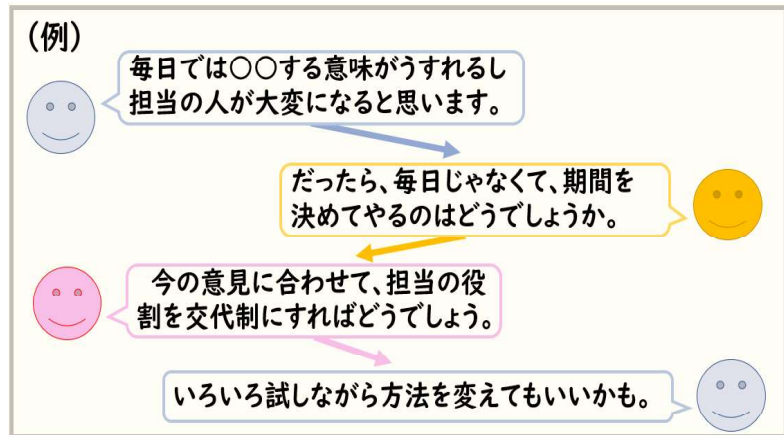 (例)
毎日では〇〇する意味がうすれるし
担当の人が大変になると思います。
だったら、毎日じゃなくて、期間を
決めてやるのはどうでしょうか。
今の意見に合わせて、担当の役
割を交代制にすればどうでしょう。
いろいろ試しながら方法を変えてもいいかも。